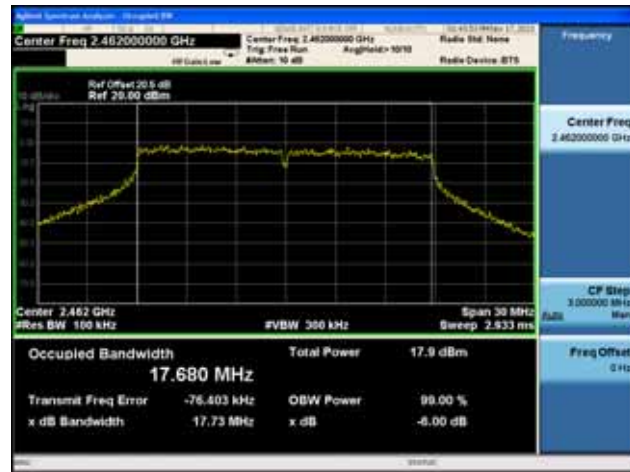 Agilent Spectrum Analyzer - Occupied BW
Center Freq 2.462000000 GHz
Center Freq: 2.462000000 GHz
Trig: Free Run Avg|Hold:> 10/10
#IFGain:Low #Atten: 10 dB
Radio Std: None
Radio Device: BTS
Ref Offset 20.5 dB
10 dB/div Ref 20.00 dBm
Center 2.462 GHz Span 30 MHz
#Res BW 100 kHz #VBW 300 kHz Sweep 2.933 ms
Occupied Bandwidth Total Power 17.9 dBm
17.680 MHz
Transmit Freq Error -76.403 kHz OBW Power 99.00 %
x dB Bandwidth 17.73 MHz x dB -6.00 dB
Frequency
Center Freq
2.462000000 GHz
CF Step
3.000000 MHz
Auto Man
Freq Offset
0 Hz